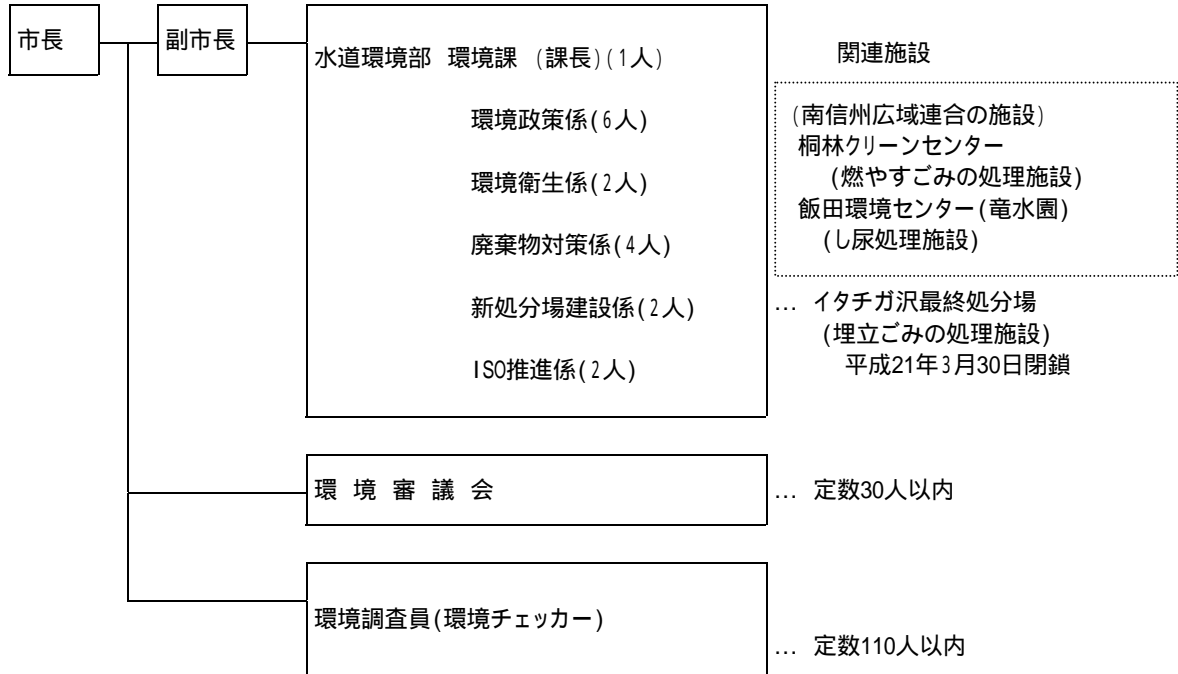 市長
副市長
水道環境部 環境課 (課長)(1人)
環境政策係(6人)
環境衛生係(2人)
廃棄物対策係(4人)
新処分場建設係(2人)
ISO推進係(2人)
関連施設
(南信州広域連合の施設)
桐林クリーンセンター
(燃やすごみの処理施設)
飯田環境センター(竜水園)
(し尿処理施設)
… イタチガ沢最終処分場
(埋立ごみの処理施設)
平成21年3月30日閉鎖
環 境 審 議 会
… 定数30人以内
環境調査員(環境チェッカー)
… 定数110人以内